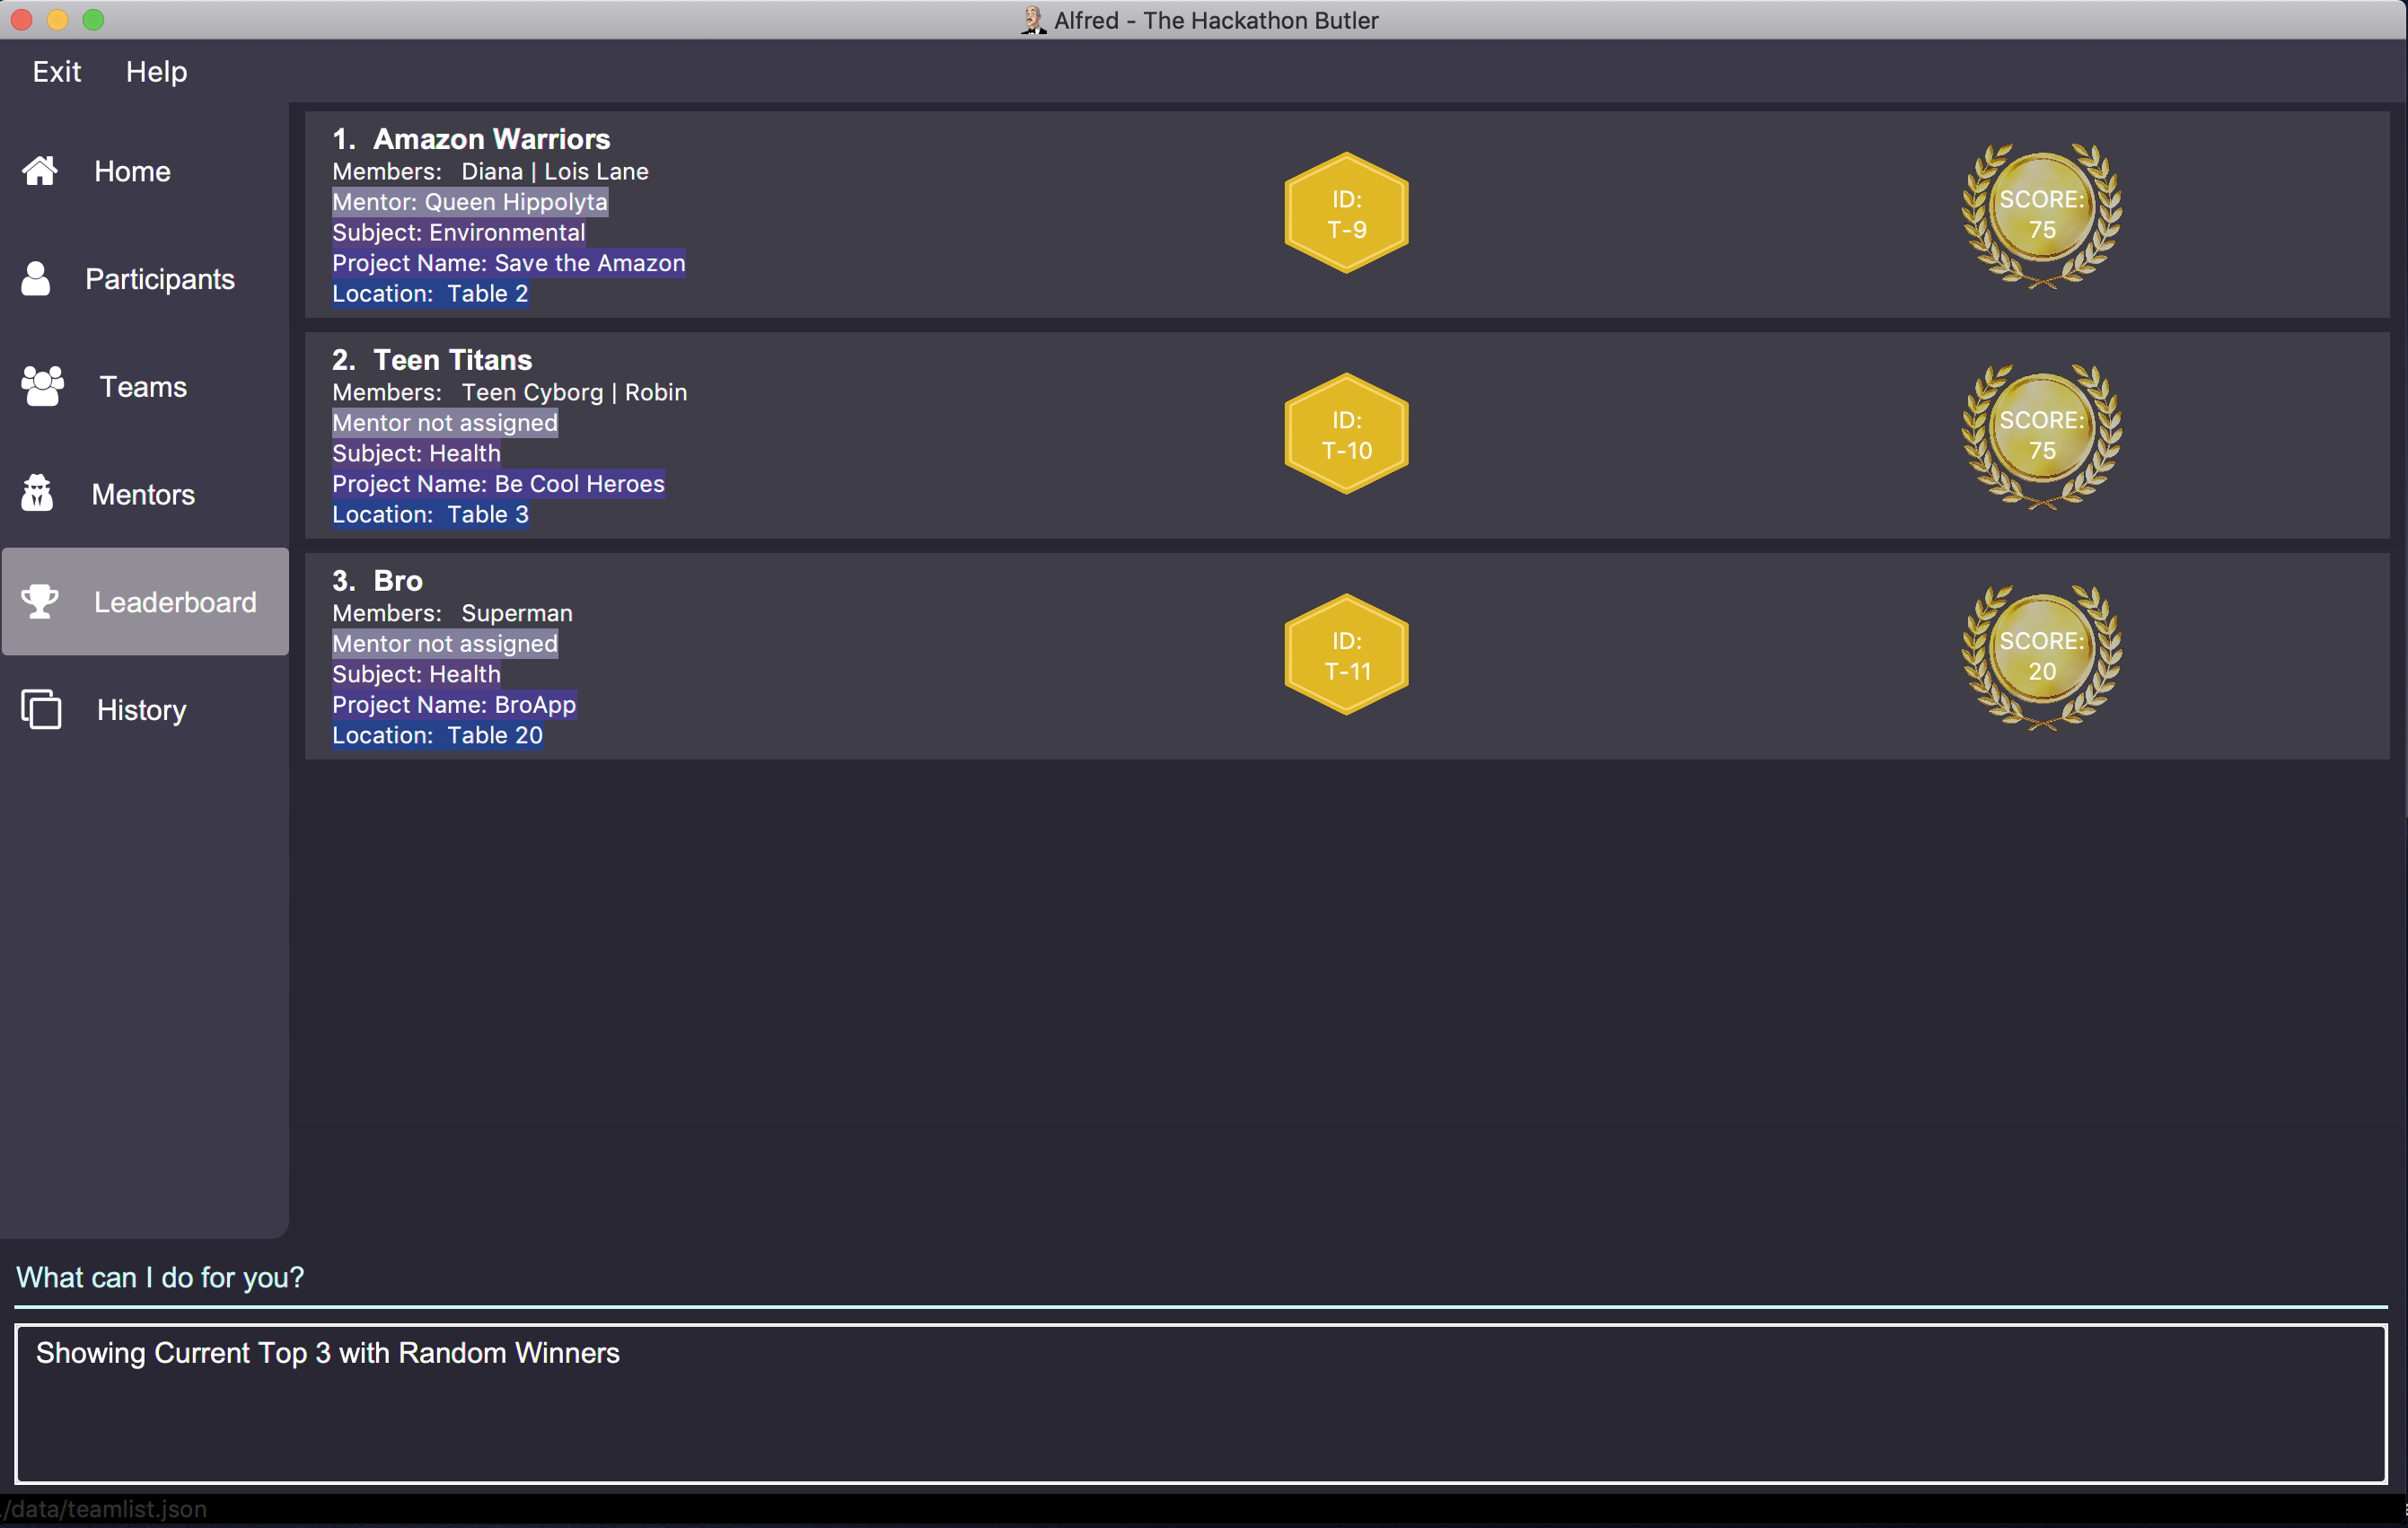 Alfred - The Hackathon Butler
Exit Help
Home
Participants
Teams
Mentors
Leaderboard
History
1. Amazon Warriors
Members: Diana | Lois Lane
Mentor: Queen Hippolyta
Subject: Environmental
Project Name: Save the Amazon
Location: Table 2
ID:
T-9
SCORE:
75
2. Teen Titans
Members: Teen Cyborg | Robin
Mentor not assigned
Subject: Health
Project Name: Be Cool Heroes
Location: Table 3
ID:
T-10
SCORE:
75
3. Bro
Members: Superman
Mentor not assigned
Subject: Health
Project Name: BroApp
Location: Table 20
ID:
T-11
SCORE:
20
What can I do for you?
Showing Current Top 3 with Random Winners
./data/teamlist.json